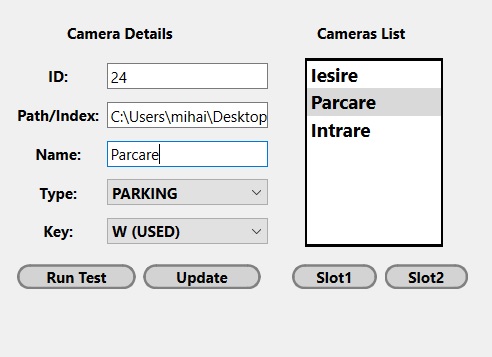 Camera Details
ID: 24
Path/Index: C:\Users\mihai\Desktop
Name: Parcare
Type: PARKING
Key: W (USED)
Run Test Update
Cameras List
Iesire
Parcare
Intrare
Slot1 Slot2